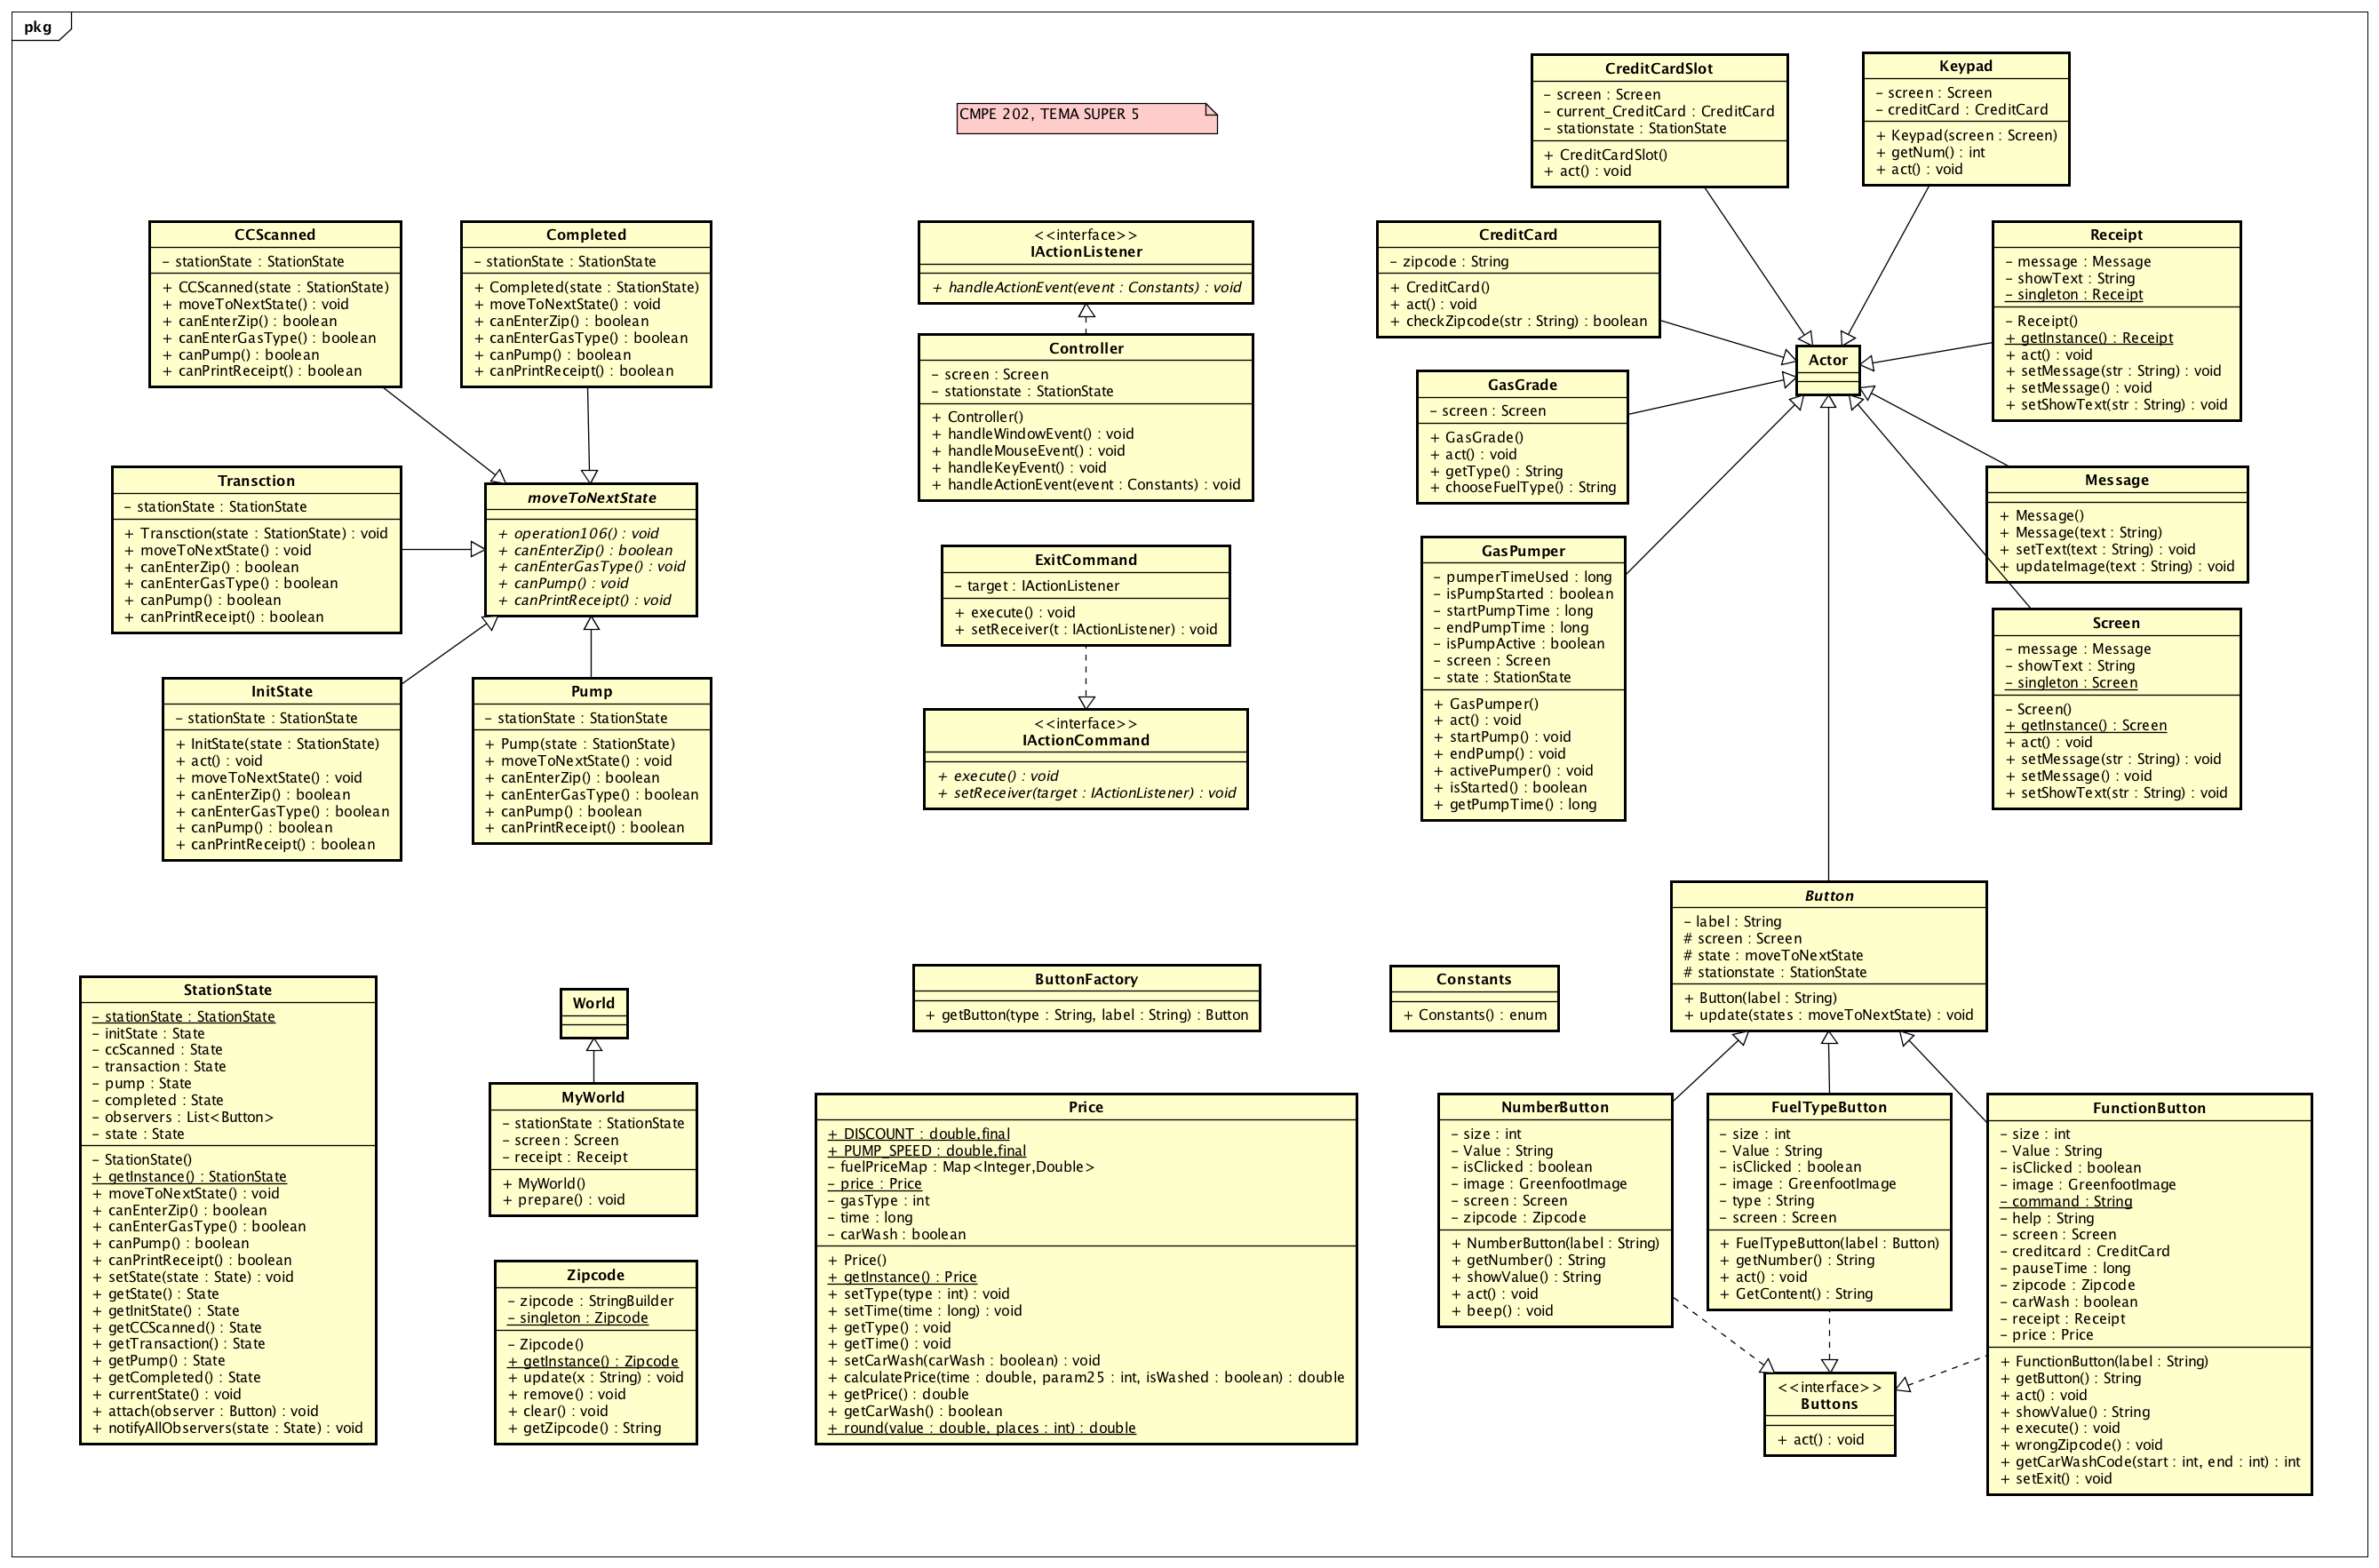 pkg
CMPE 202, TEMA SUPER 5
CreditCardSlot
– screen : Screen
– current_CreditCard : CreditCard
– stationstate : StationState
+ CreditCardSlot()
+ act() : void
Keypad
– screen : Screen
– creditCard : CreditCard
+ Keypad(screen : Screen)
+ getNum() : int
+ act() : void
CCScanned
– stationState : StationState
+ CCScanned(state : StationState)
+ moveToNextState() : void
+ canEnterZip() : boolean
+ canEnterGasType() : boolean
+ canPump() : boolean
+ canPrintReceipt() : boolean
Completed
– stationState : StationState
+ Completed(state : StationState)
+ moveToNextState() : void
+ canEnterZip() : boolean
+ canEnterGasType() : boolean
+ canPump() : boolean
+ canPrintReceipt() : boolean
<<interface>>
IActionListener
+ handleActionEvent(event : Constants) : void
Controller
– screen : Screen
– stationstate : StationState
+ Controller()
+ handleWindowEvent() : void
+ handleMouseEvent() : void
+ handleKeyEvent() : void
+ handleActionEvent(event : Constants) : void
CreditCard
– zipcode : String
+ CreditCard()
+ act() : void
+ checkZipcode(str : String) : boolean
Receipt
– message : Message
– showText : String
– singleton : Receipt
– Receipt()
+ getInstance() : Receipt
+ act() : void
+ setMessage(str : String) : void
+ setMessage() : void
+ setShowText(str : String) : void
Actor
GasGrade
– screen : Screen
+ GasGrade()
+ act() : void
+ getType() : String
+ chooseFuelType() : String
Transction
– stationState : StationState
+ Transction(state : StationState) : void
+ moveToNextState() : void
+ canEnterZip() : boolean
+ canEnterGasType() : boolean
+ canPump() : boolean
+ canPrintReceipt() : boolean
moveToNextState
+ operation106() : void
+ canEnterZip() : boolean
+ canEnterGasType() : void
+ canPump() : void
+ canPrintReceipt() : void
Message
+ Message()
+ Message(text : String)
+ setText(text : String) : void
+ updateImage(text : String) : void
ExitCommand
– target : IActionListener
+ execute() : void
+ setReceiver(t : IActionListener) : void
GasPumper
– pumperTimeUsed : long
– isPumpStarted : boolean
– startPumpTime : long
– endPumpTime : long
– isPumpActive : boolean
– screen : Screen
– state : StationState
+ GasPumper()
+ act() : void
+ startPump() : void
+ endPump() : void
+ activePumper() : void
+ isStarted() : boolean
+ getPumpTime() : long
Screen
– message : Message
– showText : String
– singleton : Screen
– Screen()
+ getInstance() : Screen
+ act() : void
+ setMessage(str : String) : void
+ setMessage() : void
+ setShowText(str : String) : void
InitState
– stationState : StationState
+ InitState(state : StationState)
+ act() : void
+ moveToNextState() : void
+ canEnterZip() : boolean
+ canEnterGasType() : boolean
+ canPump() : boolean
+ canPrintReceipt() : boolean
Pump
– stationState : StationState
+ Pump(state : StationState)
+ moveToNextState() : void
+ canEnterZip() : boolean
+ canEnterGasType() : boolean
+ canPump() : boolean
+ canPrintReceipt() : boolean
<<interface>>
IActionCommand
+ execute() : void
+ setReceiver(target : IActionListener) : void
Button
– label : String
# screen : Screen
# state : moveToNextState
# stationstate : StationState
+ Button(label : String)
+ update(states : moveToNextState) : void
StationState
– stationState : StationState
– initState : State
– ccScanned : State
– transaction : State
– pump : State
– completed : State
– observers : List<Button>
– state : State
– StationState()
+ getInstance() : StationState
+ moveToNextState() : void
+ canEnterZip() : boolean
+ canEnterGasType() : boolean
+ canPump() : boolean
+ canPrintReceipt() : boolean
+ setState(state : State) : void
+ getState() : State
+ getInitState() : State
+ getCCScanned() : State
+ getTransaction() : State
+ getPump() : State
+ getCompleted() : State
+ currentState() : void
+ attach(observer : Button) : void
+ notifyAllObservers(state : State) : void
World
MyWorld
– stationState : StationState
– screen : Screen
– receipt : Receipt
+ MyWorld()
+ prepare() : void
Zipcode
– zipcode : StringBuilder
– singleton : Zipcode
– Zipcode()
+ getInstance() : Zipcode
+ update(x : String) : void
+ remove() : void
+ clear() : void
+ getZipcode() : String
ButtonFactory
+ getButton(type : String, label : String) : Button
Constants
+ Constants() : enum
Price
+ DISCOUNT : double,final
+ PUMP_SPEED : double,final
– fuelPriceMap : Map<Integer,Double>
– price : Price
– gasType : int
– time : long
– carWash : boolean
+ Price()
+ getInstance() : Price
+ setType(type : int) : void
+ setTime(time : long) : void
+ getType() : void
+ getTime() : void
+ setCarWash(carWash : boolean) : void
+ calculatePrice(time : double, param25 : int, isWashed : boolean) : double
+ getPrice() : double
+ getCarWash() : boolean
+ round(value : double, places : int) : double
NumberButton
– size : int
– Value : String
– isClicked : boolean
– image : GreenfootImage
– screen : Screen
– zipcode : Zipcode
+ NumberButton(label : String)
+ getNumber() : String
+ showValue() : String
+ act() : void
+ beep() : void
FuelTypeButton
– size : int
– Value : String
– isClicked : boolean
– image : GreenfootImage
– type : String
– screen : Screen
+ FuelTypeButton(label : Button)
+ getNumber() : String
+ act() : void
+ GetContent() : String
FunctionButton
– size : int
– Value : String
– isClicked : boolean
– image : GreenfootImage
– command : String
– help : String
– screen : Screen
– creditcard : CreditCard
– pauseTime : long
– zipcode : Zipcode
– carWash : boolean
– receipt : Receipt
– price : Price
+ FunctionButton(label : String)
+ getButton() : String
+ act() : void
+ showValue() : String
+ execute() : void
+ wrongZipcode() : void
+ getCarWashCode(start : int, end : int) : int
+ setExit() : void
<<interface>>
Buttons
+ act() : void